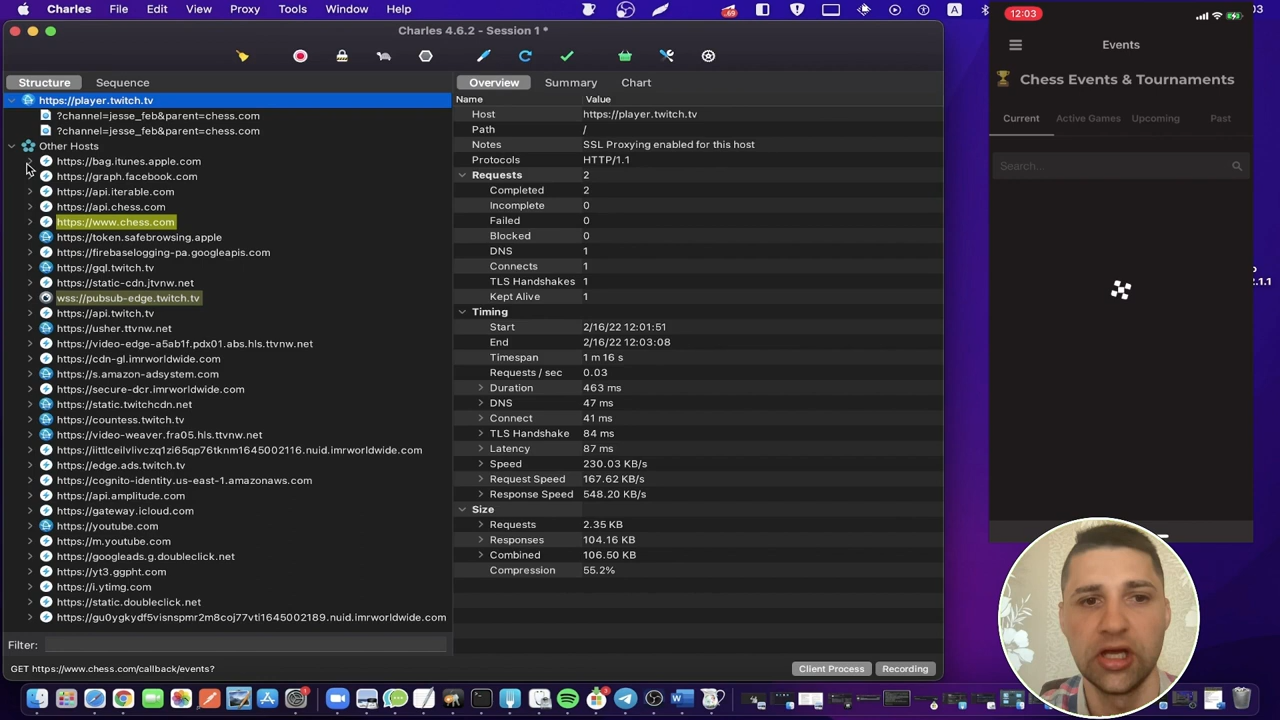 Charles File Edit View Proxy Tools Window Help
69
A
03
Charles 4.6.2 - Session 1 *
Structure Sequence
https://player.twitch.tv
?channel=jesse_feb&parent=chess.com
?channel=jesse_feb&parent=chess.com
Other Hosts
https://bag.itunes.apple.com
https://graph.facebook.com
https://api.iterable.com
https://api.chess.com
https://www.chess.com
https://token.safebrowsing.apple
https://firebaselogging-pa.googleapis.com
https://gql.twitch.tv
https://static-cdn.jtvnw.net
wss://pubsub-edge.twitch.tv
https://api.twitch.tv
https://usher.ttvnw.net
https://video-edge-a5ab1f.pdx01.abs.hls.ttvnw.net
https://cdn-gl.imrworldwide.com
https://s.amazon-adsystem.com
https://secure-dcr.imrworldwide.com
https://static.twitchcdn.net
https://countess.twitch.tv
https://video-weaver.fra05.hls.ttvnw.net
https://iittlceilvlivczq1zi65qp76tknm1645002116.nuid.imrworldwide.com
https://edge.ads.twitch.tv
https://cognito-identity.us-east-1.amazonaws.com
https://api.amplitude.com
https://gateway.icloud.com
https://youtube.com
https://m.youtube.com
https://googleads.g.doubleclick.net
https://yt3.ggpht.com
https://i.ytimg.com
https://static.doubleclick.net
https://gu0ygkydf5visnspmr2m8coj77vti1645002189.nuid.imrworldwide.com
Filter:
GET https://www.chess.com/callback/events?
Overview Summary Chart
Name Value
Host https://player.twitch.tv
Path /
Notes SSL Proxying enabled for this host
Protocols HTTP/1.1
Requests 2
Completed 2
Incomplete 0
Failed 0
Blocked 0
DNS 1
Connects 1
TLS Handshakes 1
Kept Alive 1
Timing
Start 2/16/22 12:01:51
End 2/16/22 12:03:08
Timespan 1 m 16 s
Requests / sec 0.03
Duration 463 ms
DNS 47 ms
Connect 41 ms
TLS Handshake 84 ms
Latency 87 ms
Speed 230.03 KB/s
Request Speed 167.62 KB/s
Response Speed 548.20 KB/s
Size
Requests 2.35 KB
Responses 104.16 KB
Combined 106.50 KB
Compression 55.2%
Client Process Recording
12:03
Events
Chess Events & Tournaments
Current Active Games Upcoming Past
Search...
2.1.1